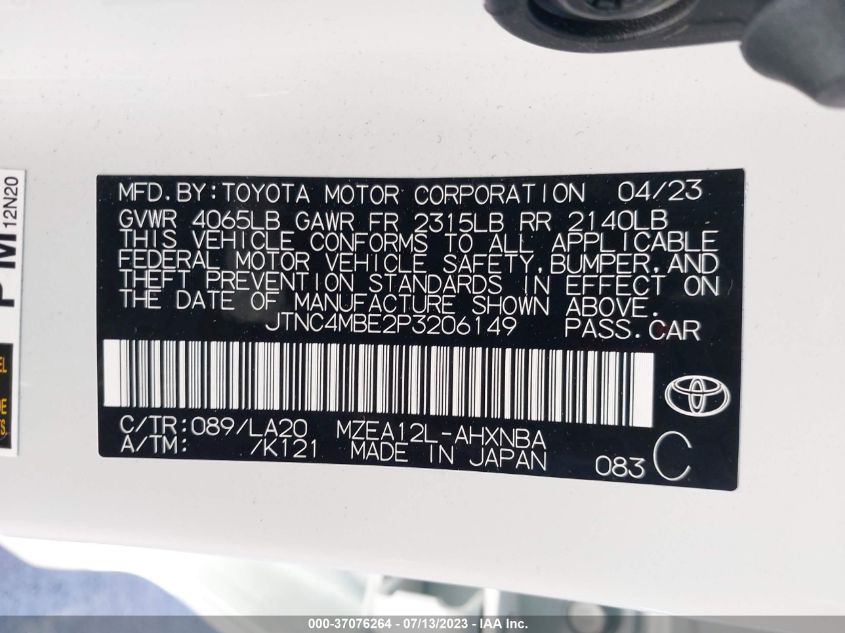 MFD. BY: TOYOTA MOTOR CORPORATION 04/23
GVWR 4065LB GAWR FR 2315LB RR 2140LB
THIS VEHICLE CONFORMS TO ALL APPLICABLE
FEDERAL MOTOR VEHICLE SAFETY, BUMPER, AND
THEFT PREVENTION STANDARDS IN EFFECT ON
THE DATE OF MANUFACTURE SHOWN ABOVE.
JTNC4MBE2P3206149 PASS. CAR
C/TR: 089/LA20 MZEA12L-AHXNBA
A/TM: /K121 MADE IN JAPAN 083 C
12N20
000-37076264 - 07/13/2023 - IAA Inc.